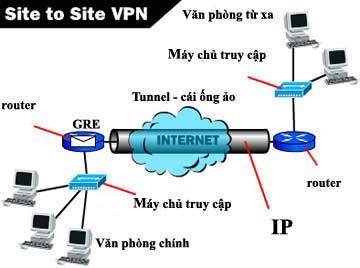 Site to Site VPN
Văn phòng từ xa
Máy chủ truy cập
Tunnel - cái ống ảo
router
GRE
INTERNET
router
IP
Máy chủ truy cập
Văn phòng chính